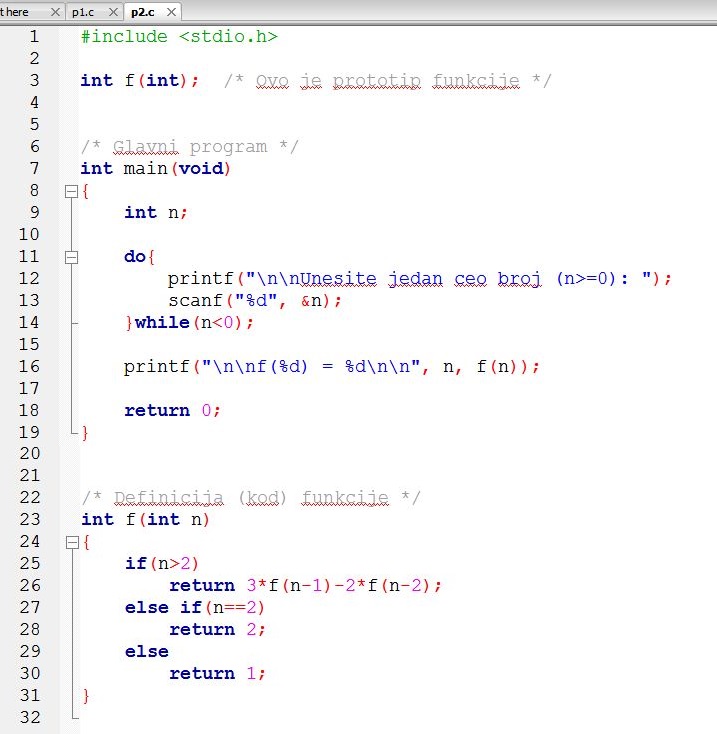 t here p1.c p2.c
1 #include <stdio.h>
2
3 int f(int); /* Ovo je prototip funkcije */
4
5
6 /* Glavni program */
7 int main(void)
8 {
9 int n;
10
11 do{
12 printf("\n\nUnesite jedan ceo broj (n>=0): ");
13 scanf("%d", &n);
14 }while(n<0);
15
16 printf("\n\nf(%d) = %d\n\n", n, f(n));
17
18 return 0;
19 }
20
21
22 /* Definicija (kod) funkcije */
23 int f(int n)
24 {
25 if(n>2)
26 return 3*f(n-1)-2*f(n-2);
27 else if(n==2)
28 return 2;
29 else
30 return 1;
31 }
32